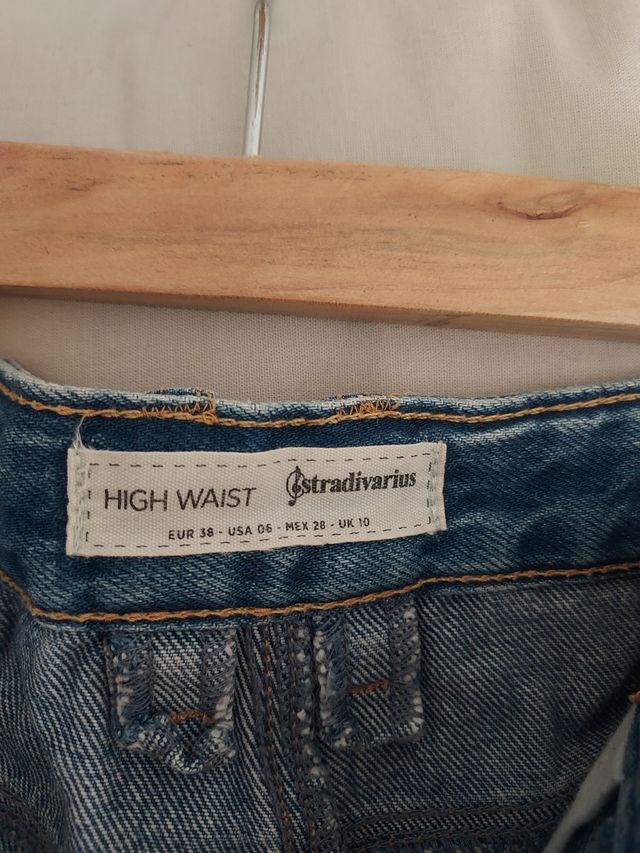 HIGH WAIST stradivarius
EUR 38 - USA 06 - MEX 28 - UK 10